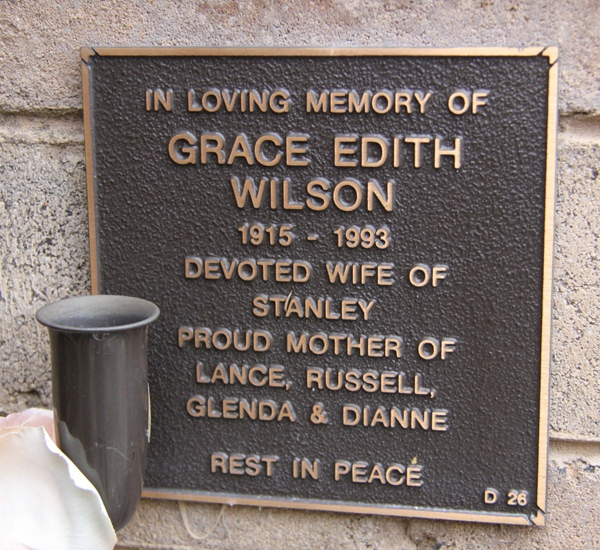 IN LOVING MEMORY OF
GRACE EDITH
WILSON
1915 - 1993
DEVOTED WIFE OF
STANLEY
PROUD MOTHER OF
LANCE, RUSSELL,
GLENDA & DIANNE
REST IN PEACE
D 26